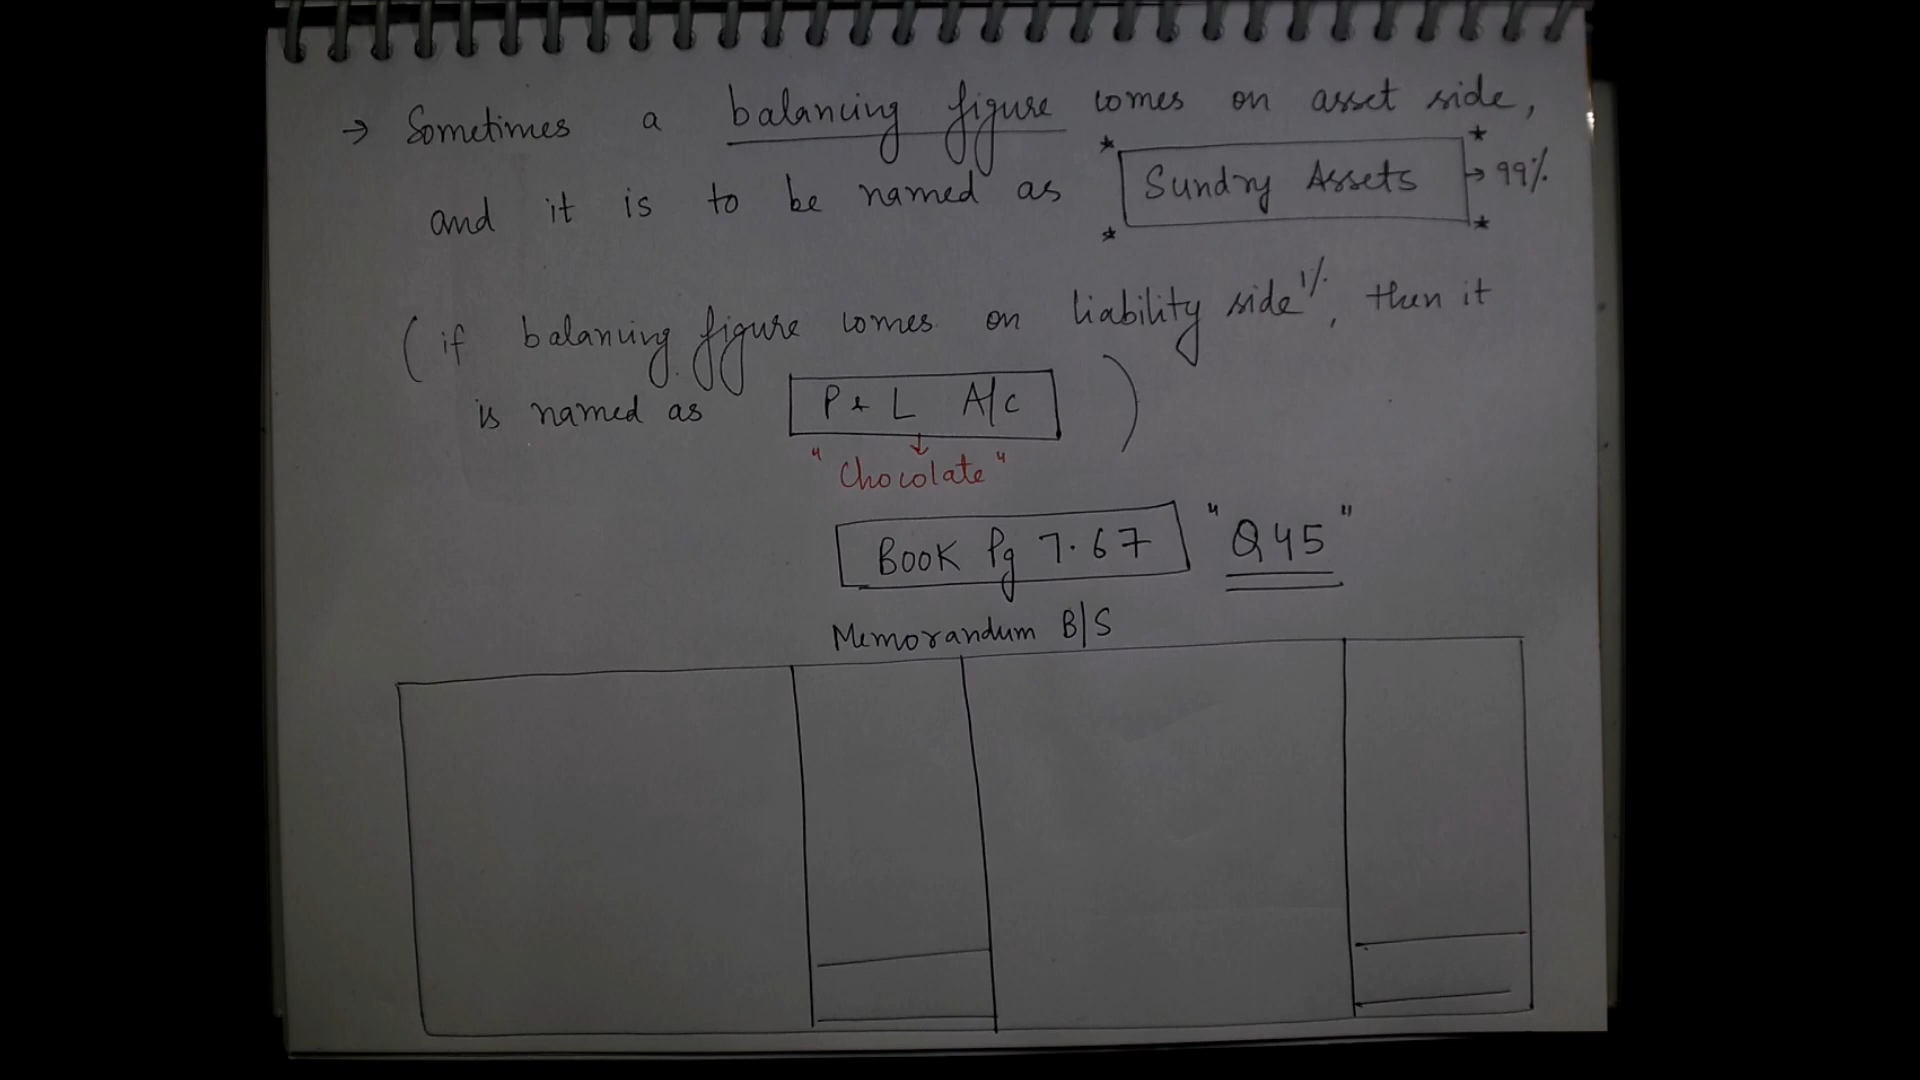 → Sometimes a balancing figure comes on asset side,
and it is to be named as Sundry Assets → 99%
(if balancing figure comes on liability side 1%, then it
is named as P & L A/c )
"Chocolate"
Book Pg 7.67 "Q45"
Memorandum B/S